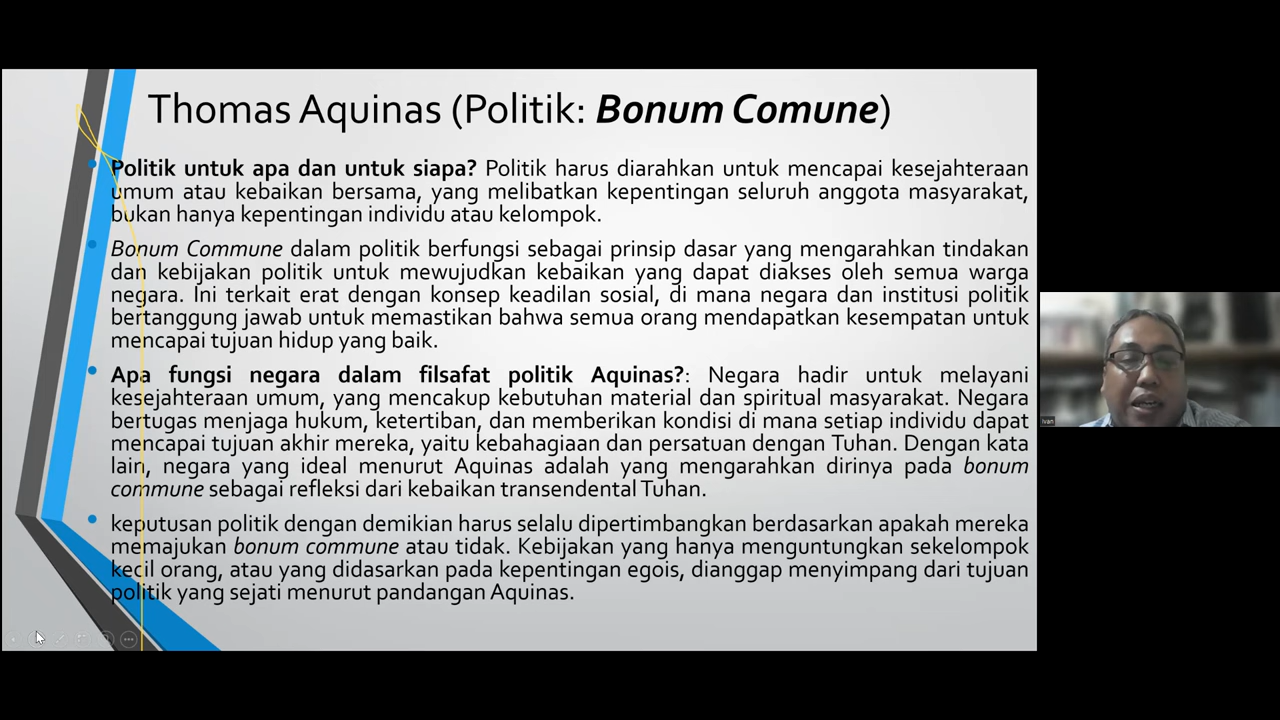 Thomas Aquinas (Politik: Bonum Comune)
Politik untuk apa dan untuk siapa? Politik harus diarahkan untuk mencapai kesejahteraan
umum atau kebaikan bersama, yang melibatkan kepentingan seluruh anggota masyarakat,
bukan hanya kepentingan individu atau kelompok.
Bonum Commune dalam politik berfungsi sebagai prinsip dasar yang mengarahkan tindakan
dan kebijakan politik untuk mewujudkan kebaikan yang dapat diakses oleh semua warga
negara. Ini terkait erat dengan konsep keadilan sosial, di mana negara dan institusi politik
bertanggung jawab untuk memastikan bahwa semua orang mendapatkan kesempatan untuk
mencapai tujuan hidup yang baik.
Apa fungsi negara dalam filsafat politik Aquinas?: Negara hadir untuk melayani
kesejahteraan umum, yang mencakup kebutuhan material dan spiritual masyarakat. Negara
bertugas menjaga hukum, ketertiban, dan memberikan kondisi di mana setiap individu dapat
mencapai tujuan akhir mereka, yaitu kebahagiaan dan persatuan dengan Tuhan. Dengan kata
lain, negara yang ideal menurut Aquinas adalah yang mengarahkan dirinya pada bonum
commune sebagai refleksi dari kebaikan transendental Tuhan.
keputusan politik dengan demikian harus selalu dipertimbangkan berdasarkan apakah mereka
memajukan bonum commune atau tidak. Kebijakan yang hanya menguntungkan sekelompok
kecil orang, atau yang didasarkan pada kepentingan egois, dianggap menyimpang dari tujuan
politik yang sejati menurut pandangan Aquinas.
Ivan